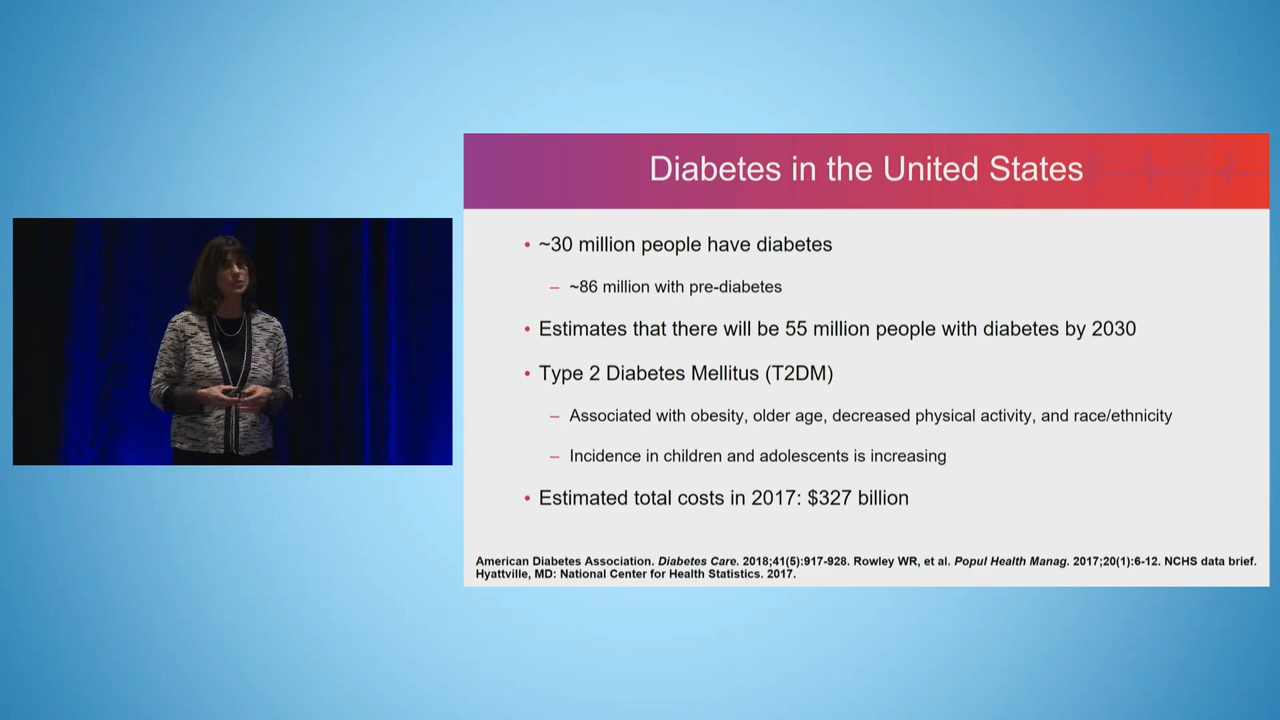 Diabetes in the United States
• ~30 million people have diabetes
– ~86 million with pre-diabetes
• Estimates that there will be 55 million people with diabetes by 2030
• Type 2 Diabetes Mellitus (T2DM)
– Associated with obesity, older age, decreased physical activity, and race/ethnicity
– Incidence in children and adolescents is increasing
• Estimated total costs in 2017: $327 billion
American Diabetes Association. Diabetes Care. 2018;41(5):917-928. Rowley WR, et al. Popul Health Manag. 2017;20(1):6-12. NCHS data brief.
Hyattville, MD: National Center for Health Statistics. 2017.